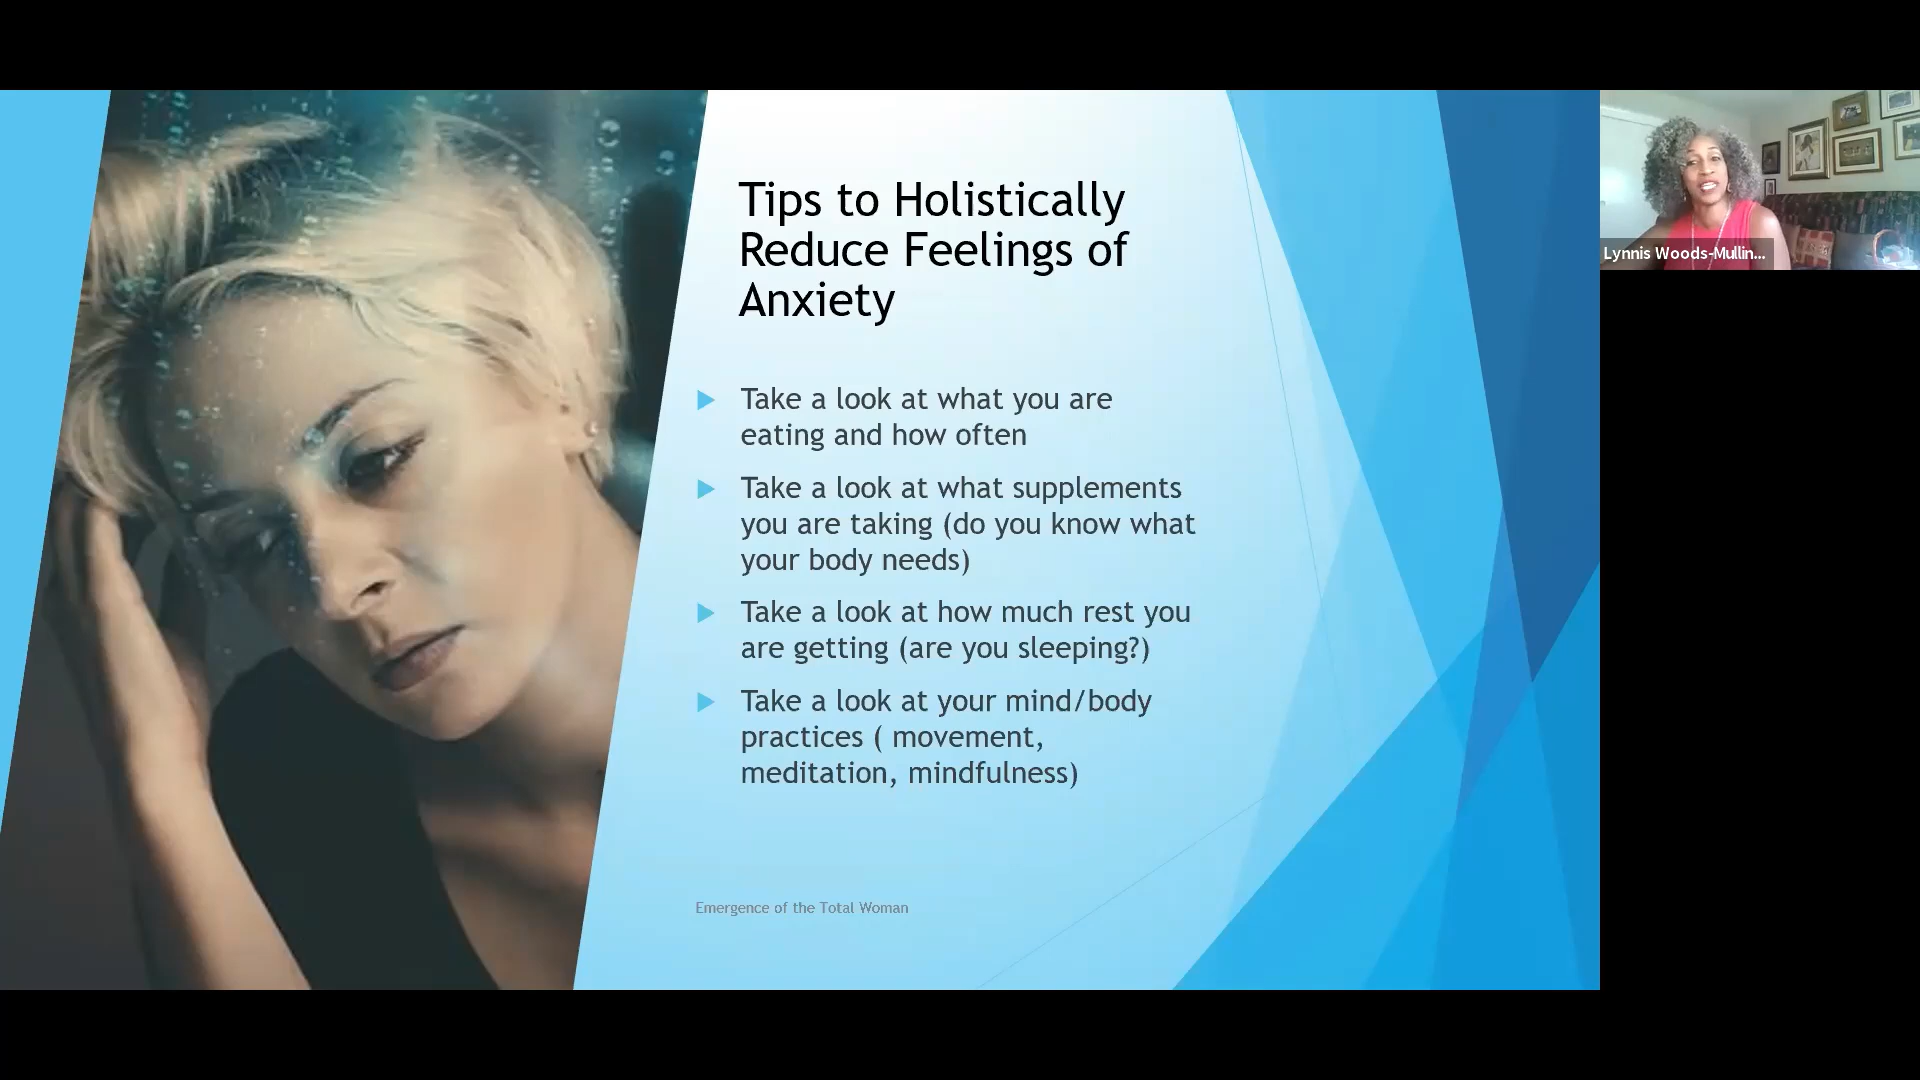 Tips to Holistically
Reduce Feelings of
Anxiety
Take a look at what you are
eating and how often
Take a look at what supplements
you are taking (do you know what
your body needs)
Take a look at how much rest you
are getting (are you sleeping?)
Take a look at your mind/body
practices ( movement,
meditation, mindfulness)
Emergence of the Total Woman
Lynnis Woods-Mullin...